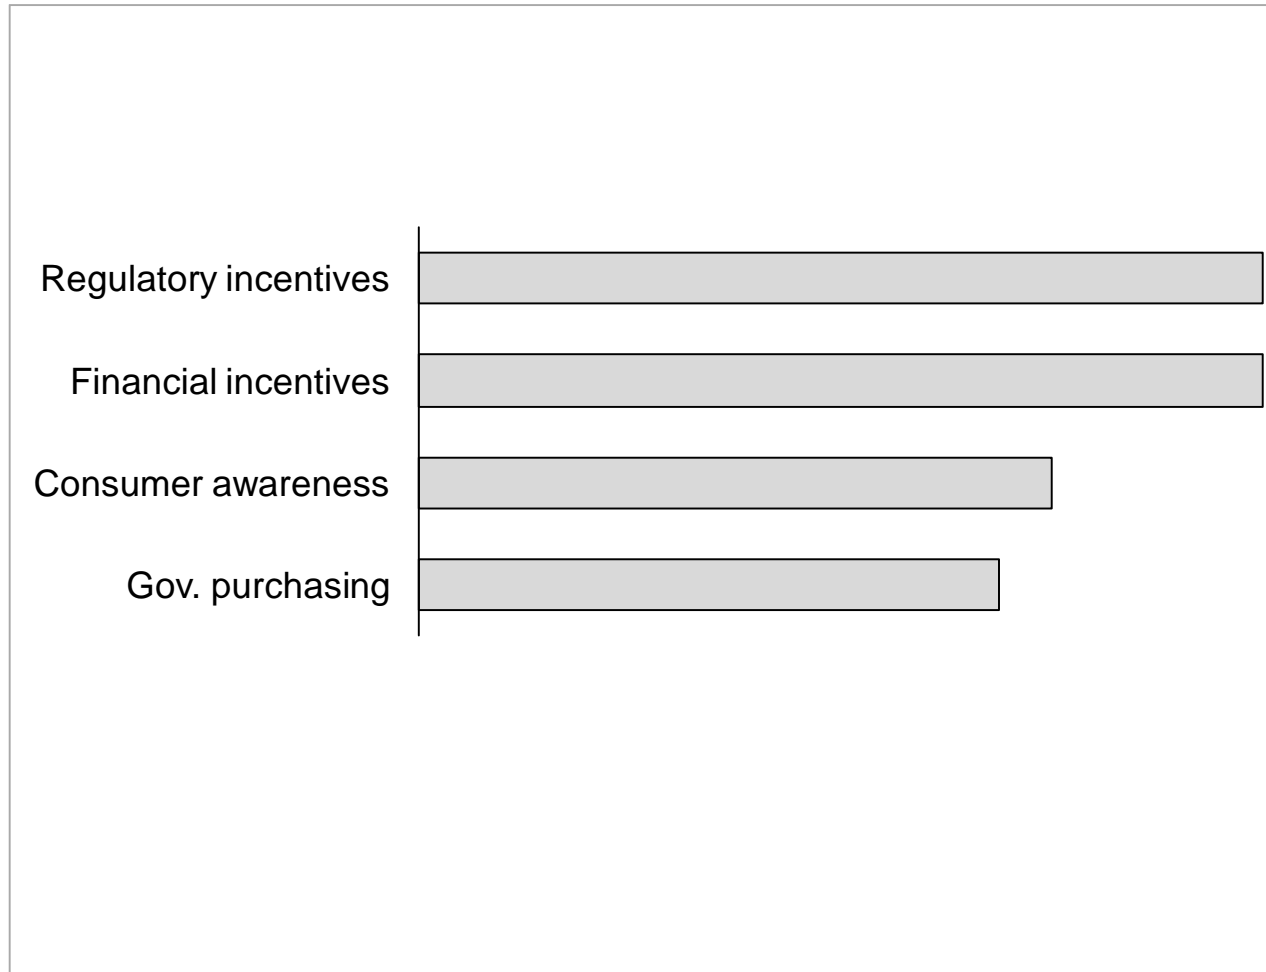 Regulatory incentives
Financial incentives
Consumer awareness
Gov. purchasing